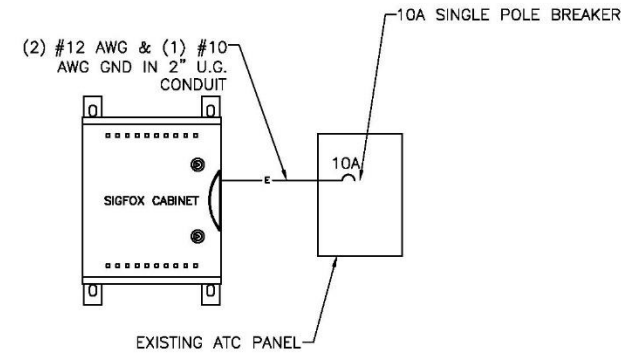 10A SINGLE POLE BREAKER
(2) #12 AWG & (1) #10
AWG GND IN 2" U.G.
CONDUIT
10A
E
SIGFOX CABINET
EXISTING ATC PANEL